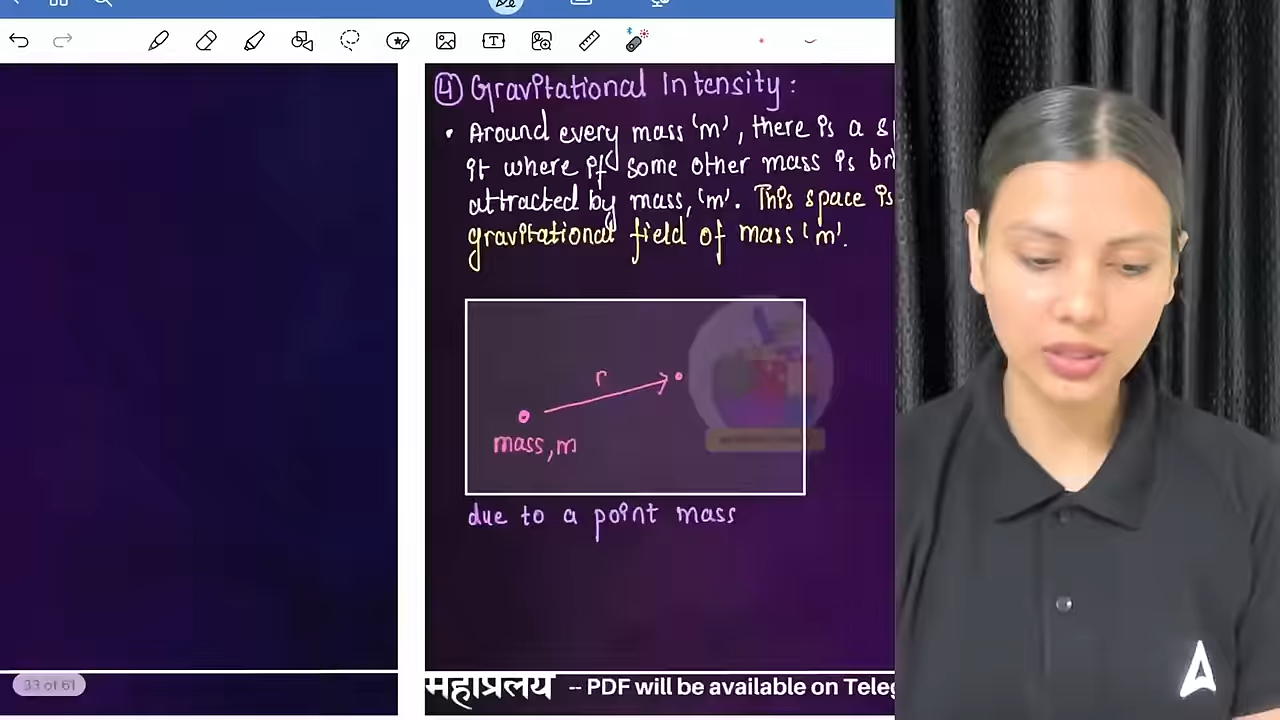 ④ Gravitational Intensity:
• Around every mass 'm', there is a
it where if some other mass is
attracted by mass, 'm'. This space is
gravitational field of mass 'm'.
r
mass, m
due to a point mass
33 of 61
महाप्रलय -- PDF will be available on